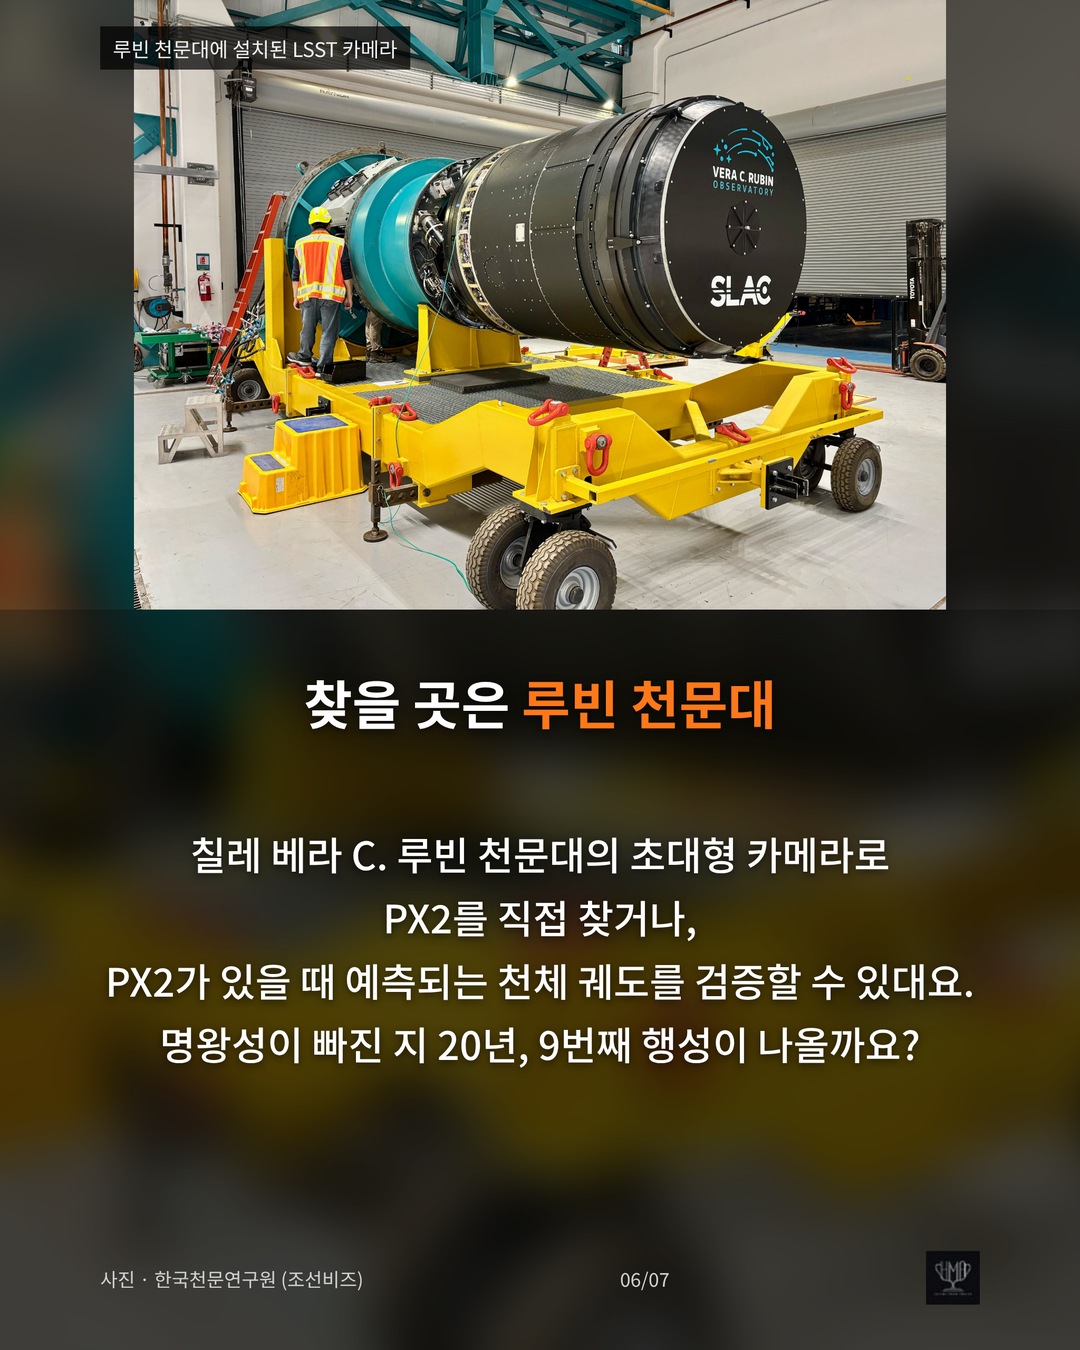 루빈 천문대에 설치된 LSST 카메라
VERA C. RUBIN
OBSERVATORY
SLAC
TOYOTA
찾을 곳은 루빈 천문대
칠레 베라 C. 루빈 천문대의 초대형 카메라로
PX2를 직접 찾거나,
PX2가 있을 때 예측되는 천체 궤도를 검증할 수 있대요.
명왕성이 빠진 지 20년, 9번째 행성이 나올까요?
사진 · 한국천문연구원 (조선비즈)
06/07